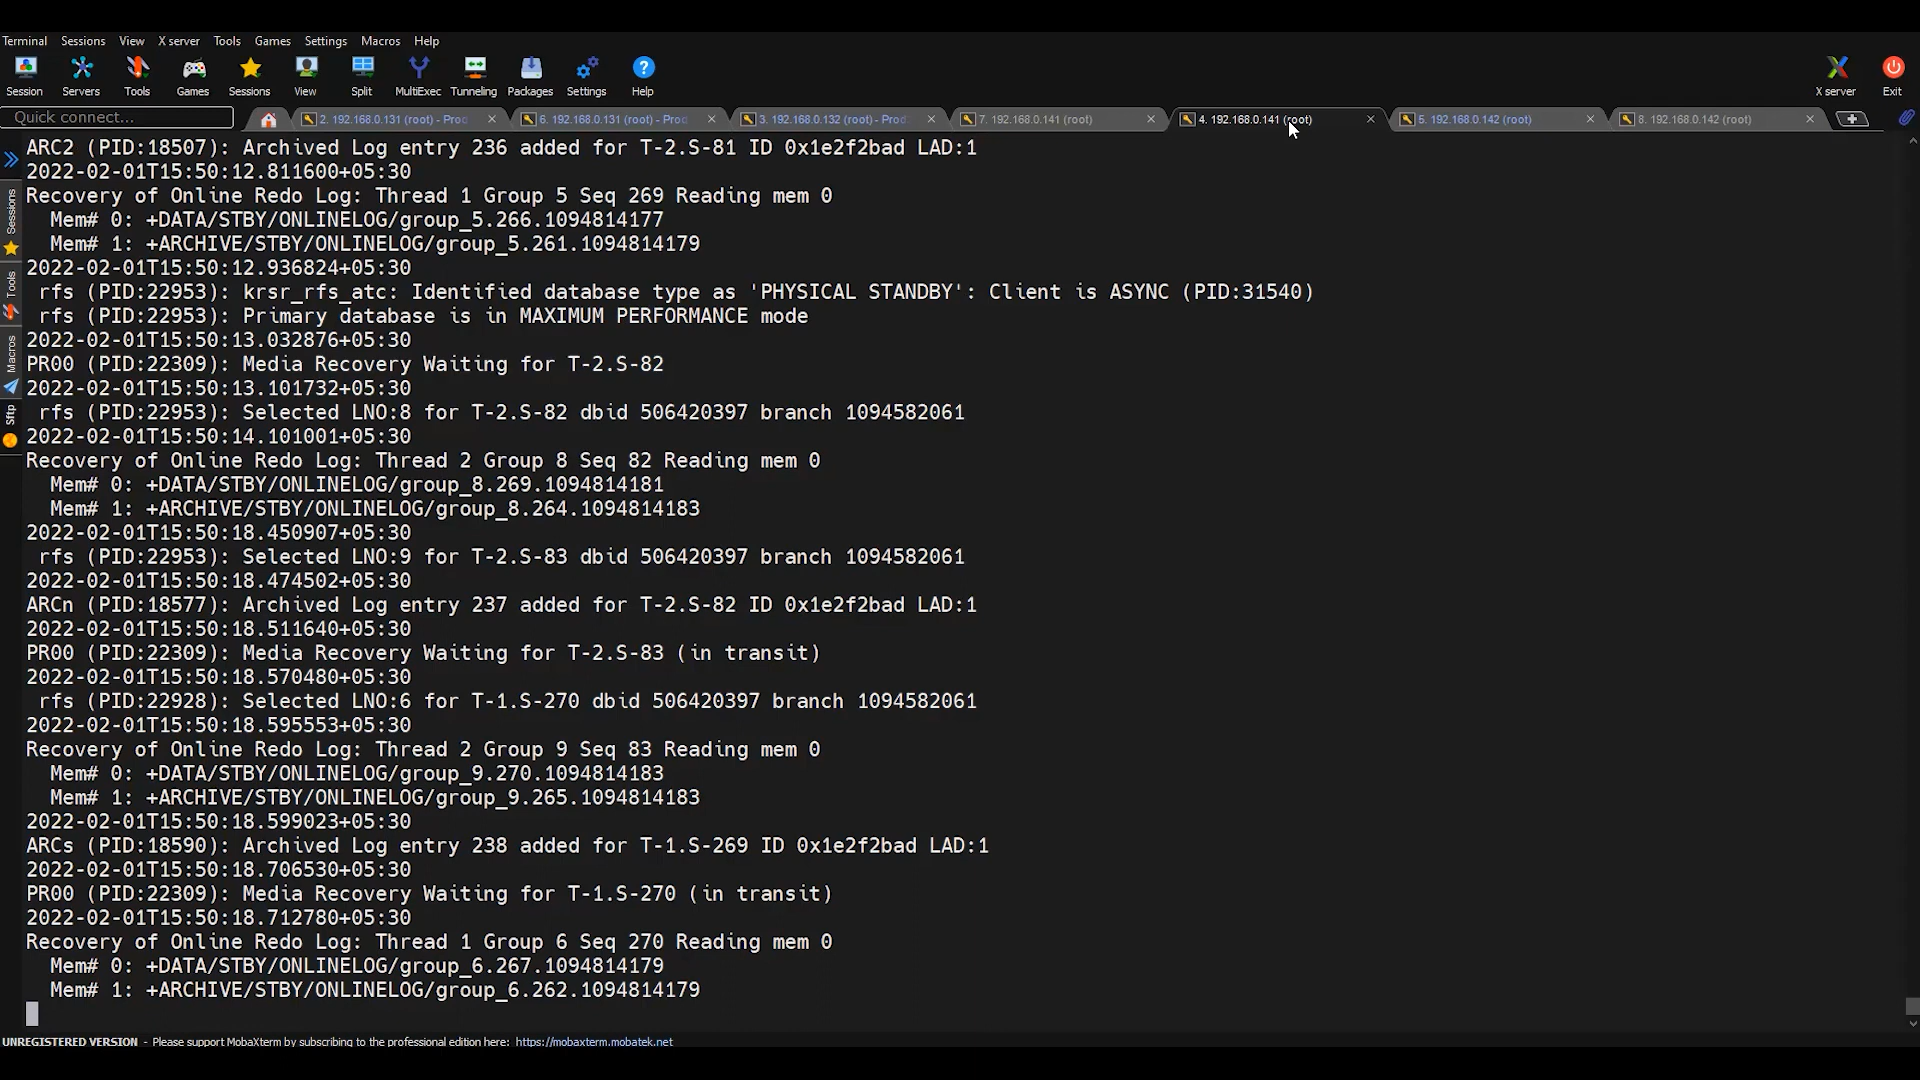 Terminal Sessions View X server Tools Games Settings Macros Help
Session Servers Tools Games Sessions View Split MultiExec Tunneling Packages Settings Help X server Exit
Quick connect... 2. 192.168.0.131 (root) - Prod 6. 192.168.0.131 (root) - Prod 3. 192.168.0.132 (root) - Prod 7. 192.168.0.141 (root) 4. 192.168.0.141 (root) 5. 192.168.0.142 (root) 8. 192.168.0.142 (root)
Sessions
Tools
Macros
Sftp
ARC2 (PID:18507): Archived Log entry 236 added for T-2.S-81 ID 0x1e2f2bad LAD:1
2022-02-01T15:50:12.811600+05:30
Recovery of Online Redo Log: Thread 1 Group 5 Seq 269 Reading mem 0
Mem# 0: +DATA/STBY/ONLINELOG/group_5.266.1094814177
Mem# 1: +ARCHIVE/STBY/ONLINELOG/group_5.261.1094814179
2022-02-01T15:50:12.936824+05:30
rfs (PID:22953): krsr_rfs_atc: Identified database type as 'PHYSICAL STANDBY': Client is ASYNC (PID:31540)
rfs (PID:22953): Primary database is in MAXIMUM PERFORMANCE mode
2022-02-01T15:50:13.032876+05:30
PR00 (PID:22309): Media Recovery Waiting for T-2.S-82
2022-02-01T15:50:13.101732+05:30
rfs (PID:22953): Selected LNO:8 for T-2.S-82 dbid 506420397 branch 1094582061
2022-02-01T15:50:14.101001+05:30
Recovery of Online Redo Log: Thread 2 Group 8 Seq 82 Reading mem 0
Mem# 0: +DATA/STBY/ONLINELOG/group_8.269.1094814181
Mem# 1: +ARCHIVE/STBY/ONLINELOG/group_8.264.1094814183
2022-02-01T15:50:18.450907+05:30
rfs (PID:22953): Selected LNO:9 for T-2.S-83 dbid 506420397 branch 1094582061
2022-02-01T15:50:18.474502+05:30
ARCn (PID:18577): Archived Log entry 237 added for T-2.S-82 ID 0x1e2f2bad LAD:1
2022-02-01T15:50:18.511640+05:30
PR00 (PID:22309): Media Recovery Waiting for T-2.S-83 (in transit)
2022-02-01T15:50:18.570480+05:30
rfs (PID:22928): Selected LNO:6 for T-1.S-270 dbid 506420397 branch 1094582061
2022-02-01T15:50:18.595553+05:30
Recovery of Online Redo Log: Thread 2 Group 9 Seq 83 Reading mem 0
Mem# 0: +DATA/STBY/ONLINELOG/group_9.270.1094814183
Mem# 1: +ARCHIVE/STBY/ONLINELOG/group_9.265.1094814183
2022-02-01T15:50:18.599023+05:30
ARCs (PID:18590): Archived Log entry 238 added for T-1.S-269 ID 0x1e2f2bad LAD:1
2022-02-01T15:50:18.706530+05:30
PR00 (PID:22309): Media Recovery Waiting for T-1.S-270 (in transit)
2022-02-01T15:50:18.712780+05:30
Recovery of Online Redo Log: Thread 1 Group 6 Seq 270 Reading mem 0
Mem# 0: +DATA/STBY/ONLINELOG/group_6.267.1094814179
Mem# 1: +ARCHIVE/STBY/ONLINELOG/group_6.262.1094814179
UNREGISTERED VERSION - Please support MobaXterm by subscribing to the professional edition here: https://mobaxterm.mobatek.net